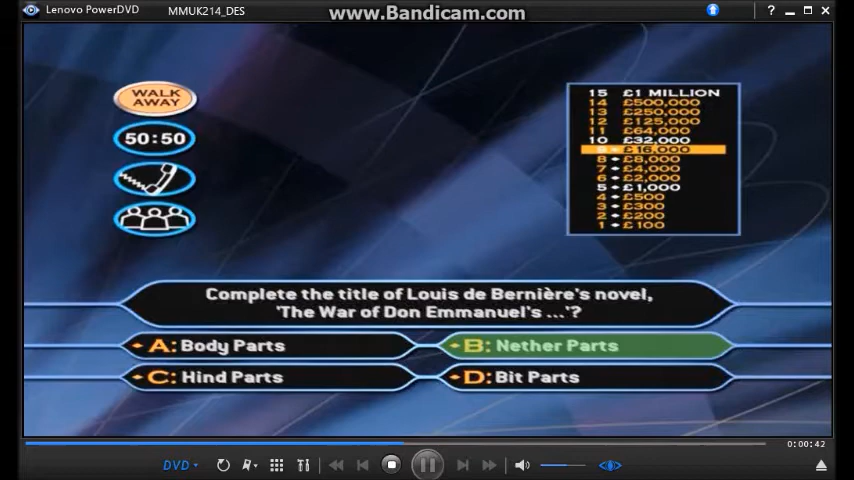 Lenovo PowerDVD
MMUK214_DES
www.Bandicam.com
WALK
AWAY
50:50
15 £1 MILLION
14 £500,000
13 £250,000
12 £125,000
11 £64,000
10 £32,000
9 £16,000
8 £8,000
7 £4,000
6 £2,000
5 £1,000
4 £500
3 £300
2 £200
1 £100
Complete the title of Louis de Bernière's novel,
'The War of Don Emmanuel's ...'?
A: Body Parts
B: Nether Parts
C: Hind Parts
D: Bit Parts
DVD
0:00:42